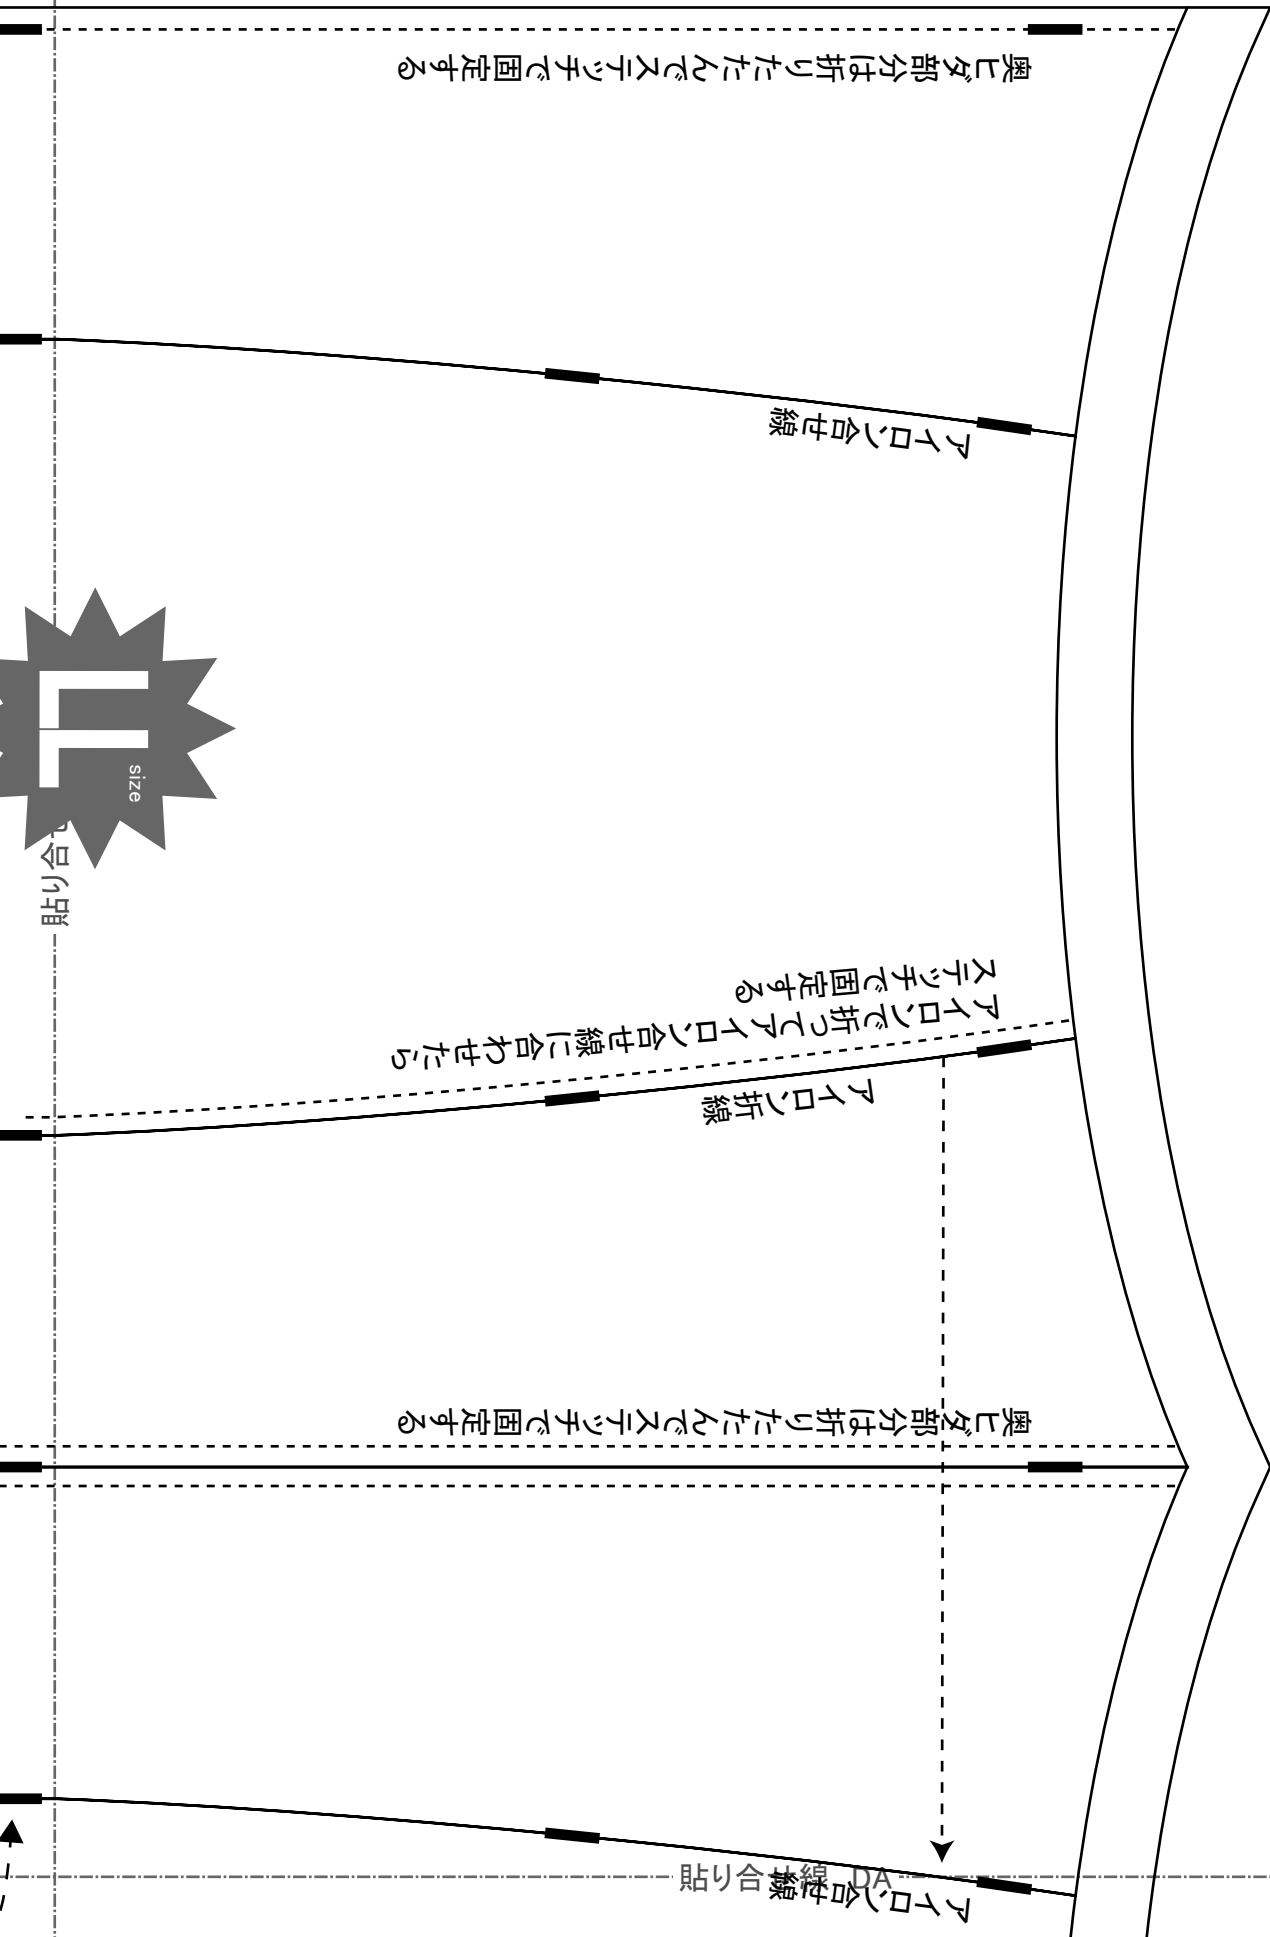 奥ヒダ部分は折りたたんでステッチで固定する
アイロン合せ線
LL
size
貼り合せ
アイロンで折ってアイロン合せ線に合わせたら
ステッチで固定する
アイロン折線
奥ヒダ部分は折りたたんでステッチで固定する
貼り合せ線 DA
アイロン合せ線